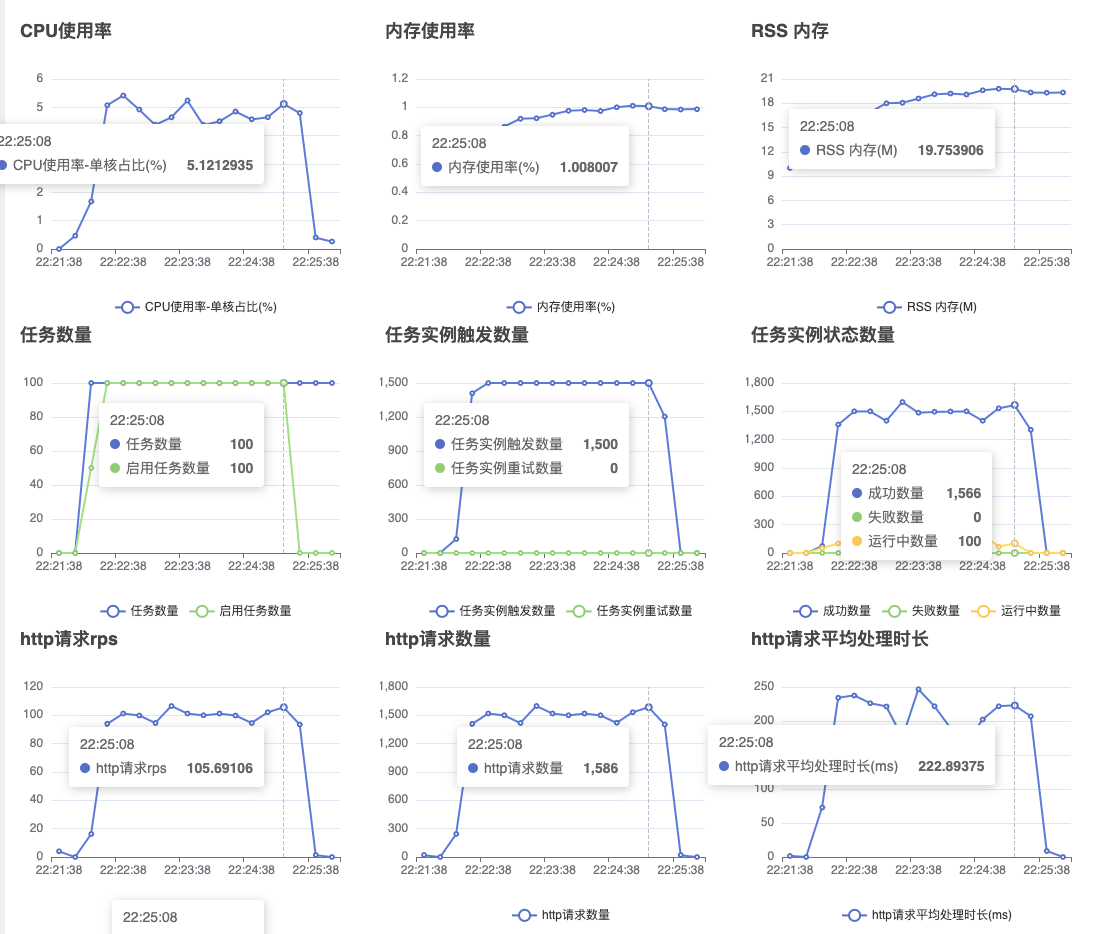 CPU使用率
6
5
22:25:08
CPU使用率-单核占比(%) 5.1212935
2
1
0
22:21:38 22:22:38 22:23:38 22:24:38 22:25:38
CPU使用率-单核占比(%)
内存使用率
1.2
1
0.8
22:25:08
内存使用率(%) 1.008007
0.6
0.4
0.2
0
22:21:38 22:22:38 22:23:38 22:24:38 22:25:38
内存使用率(%)
RSS 内存
21
18
15
22:25:08
RSS 内存(M) 19.753906
12
9
6
3
0
22:21:38 22:22:38 22:23:38 22:24:38 22:25:38
RSS 内存(M)
任务数量
100
80
22:25:08
任务数量 100
启用任务数量 100
60
40
20
0
22:21:38 22:22:38 22:23:38 22:24:38 22:25:38
任务数量 启用任务数量
任务实例触发数量
1,500
1,200
22:25:08
任务实例触发数量 1,500
任务实例重试数量 0
900
600
300
0
22:21:38 22:22:38 22:23:38 22:24:38 22:25:38
任务实例触发数量 任务实例重试数量
任务实例状态数量
1,800
1,500
1,200
900
600
300
0
22:25:08
成功数量 1,566
失败数量 0
运行中数量 100
22:21:38 22:22:38 22:23:38 22:24:38 22:25:38
成功数量 失败数量 运行中数量
http请求rps
120
100
80
22:25:08
http请求rps 105.69106
60
40
20
0
22:21:38 22:22:38 22:23:38 22:24:38 22:25:38
22:25:08
http请求数量
1,800
1,500
1,200
22:25:08
http请求数量 1,586
900
600
300
0
22:21:38 22:22:38 22:23:38 22:24:38 22:25:38
http请求数量
http请求平均处理时长
250
200
22:25:08
http请求平均处理时长(ms) 222.89375
100
50
0
22:21:38 22:22:38 22:23:38 22:24:38 22:25:38
http请求平均处理时长(ms)